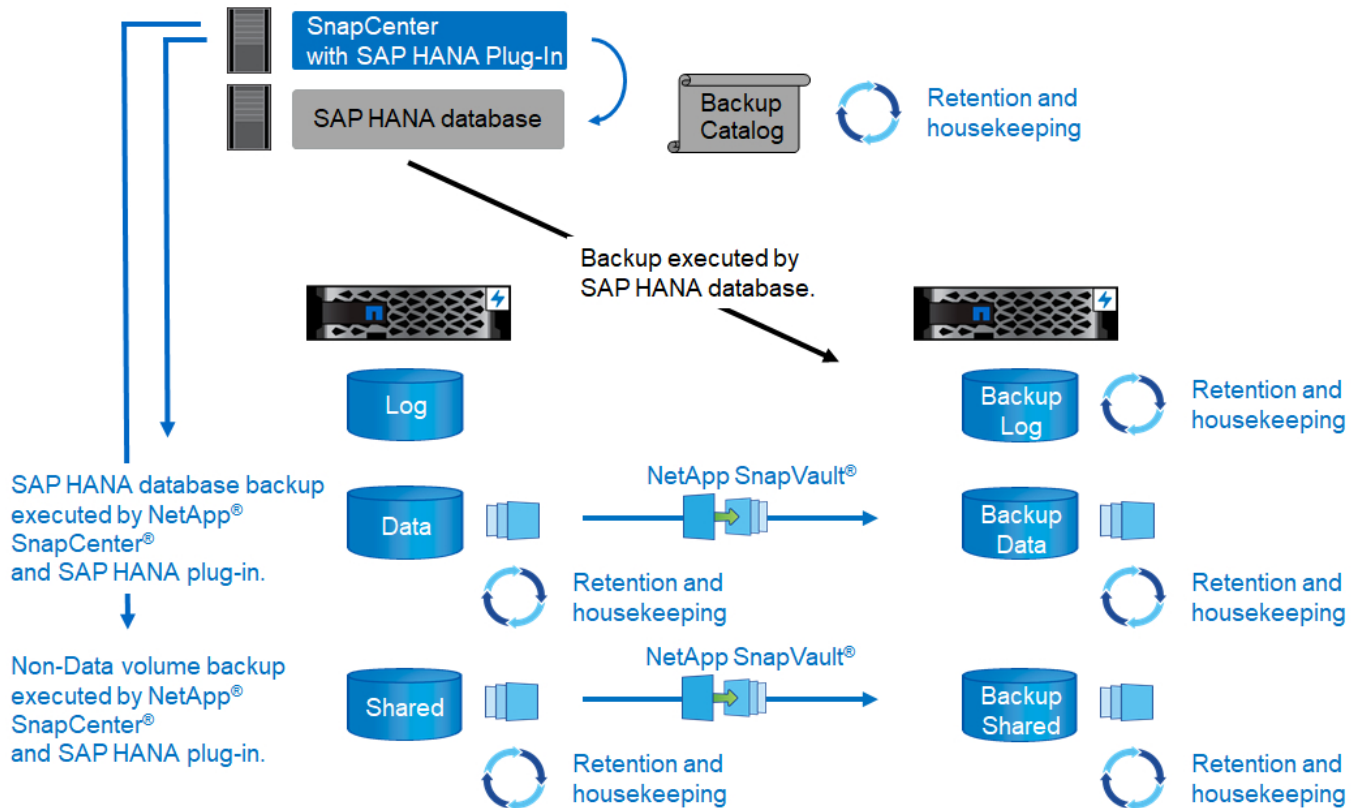 SnapCenter
with SAP HANA Plug-In
SAP HANA database
Backup
Catalog
Retention and
housekeeping
Backup executed by
SAP HANA database.
Log
Backup
Log
Retention and
housekeeping
SAP HANA database backup
executed by NetApp®
SnapCenter®
and SAP HANA plug-in.
Data
NetApp SnapVault®
Backup
Data
Retention and
housekeeping
Retention and
housekeeping
Non-Data volume backup
executed by NetApp®
SnapCenter®
and SAP HANA plug-in.
Shared
NetApp SnapVault®
Backup
Shared
Retention and
housekeeping
Retention and
housekeeping